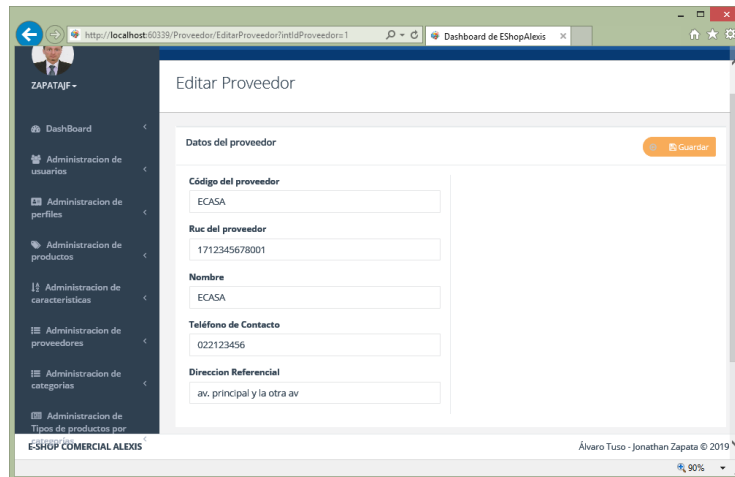 http://localhost:60339/Proveedor/EditarProveedor?intIdProveedor=1
Dashboard de EShopAlexis
ZAPATAJF
DashBoard
Administracion de
usuarios
Administracion de
perfiles
Administracion de
productos
Administracion de
caracteristicas
Administracion de
proveedores
Administracion de
categorias
Administracion de
Tipos de productos por
categorías
Editar Proveedor
Datos del proveedor
Guardar
Código del proveedor
ECASA
Ruc del proveedor
1712345678001
Nombre
ECASA
Teléfono de Contacto
022123456
Direccion Referencial
av. principal y la otra av
E-SHOP COMERCIAL ALEXIS
Álvaro Tuso - Jonathan Zapata © 2019
90%